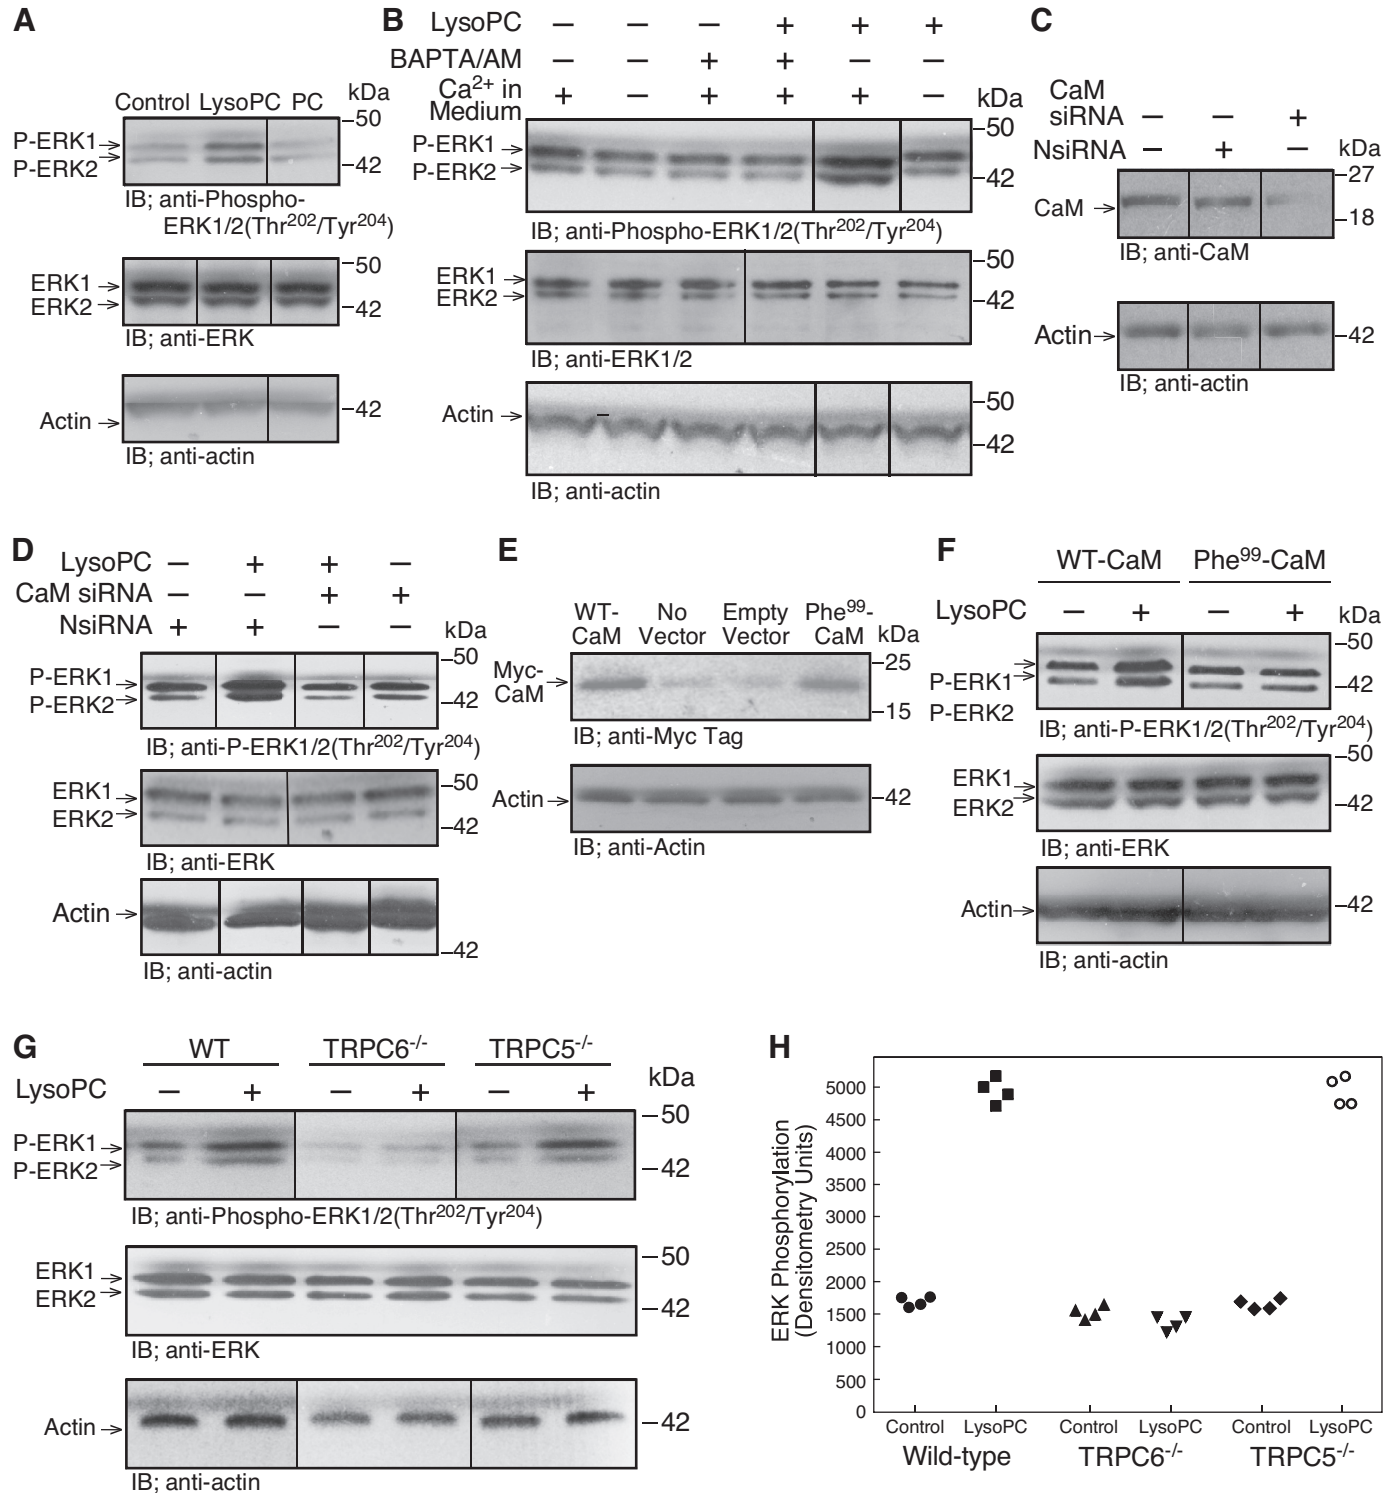 A
Control LysoPC PC
kDa
P-ERK1
P-ERK2
50
42
IB; anti-Phospho-
ERK1/2(Thr202/Tyr204)
ERK1
ERK2
50
42
IB; anti-ERK
Actin
42
IB; anti-actin
B
LysoPC − − − + + +
BAPTA/AM − − + + − −
Ca2+ in
Medium + − + + + −
kDa
P-ERK1
P-ERK2
50
42
IB; anti-Phospho-ERK1/2(Thr202/Tyr204)
ERK1
ERK2
50
42
IB; anti-ERK1/2
Actin
50
42
IB; anti-actin
C
CaM
siRNA − − +
NsiRNA − + −
kDa
CaM
27
18
IB; anti-CaM
Actin
42
IB; anti-actin
D
LysoPC − + + −
CaM siRNA − − + +
NsiRNA + + − −
kDa
P-ERK1
P-ERK2
50
42
IB; anti-P-ERK1/2(Thr202/Tyr204)
ERK1
ERK2
50
42
IB; anti-ERK
Actin
42
IB; anti-actin
E
WT-
CaM
No
Vector
Empty
Vector
Phe99-
CaM
kDa
Myc-
CaM
25
15
IB; anti-Myc Tag
Actin
42
IB; anti-Actin
F
WT-CaM Phe99-CaM
LysoPC − + − +
kDa
P-ERK1
P-ERK2
50
42
IB; anti-P-ERK1/2(Thr202/Tyr204)
ERK1
ERK2
50
42
IB; anti-ERK
Actin
42
IB; anti-actin
G
WT TRPC6-/- TRPC5-/-
LysoPC − + − + − +
kDa
P-ERK1
P-ERK2
50
42
IB; anti-Phospho-ERK1/2(Thr202/Tyr204)
ERK1
ERK2
50
42
IB; anti-ERK
Actin
42
IB; anti-actin
H
ERK Phosphorylation
(Densitometry Units)
5000
4500
4000
3500
3000
2500
2000
1500
1000
500
0
Control LysoPC Control LysoPC Control LysoPC
Wild-type TRPC6-/- TRPC5-/-